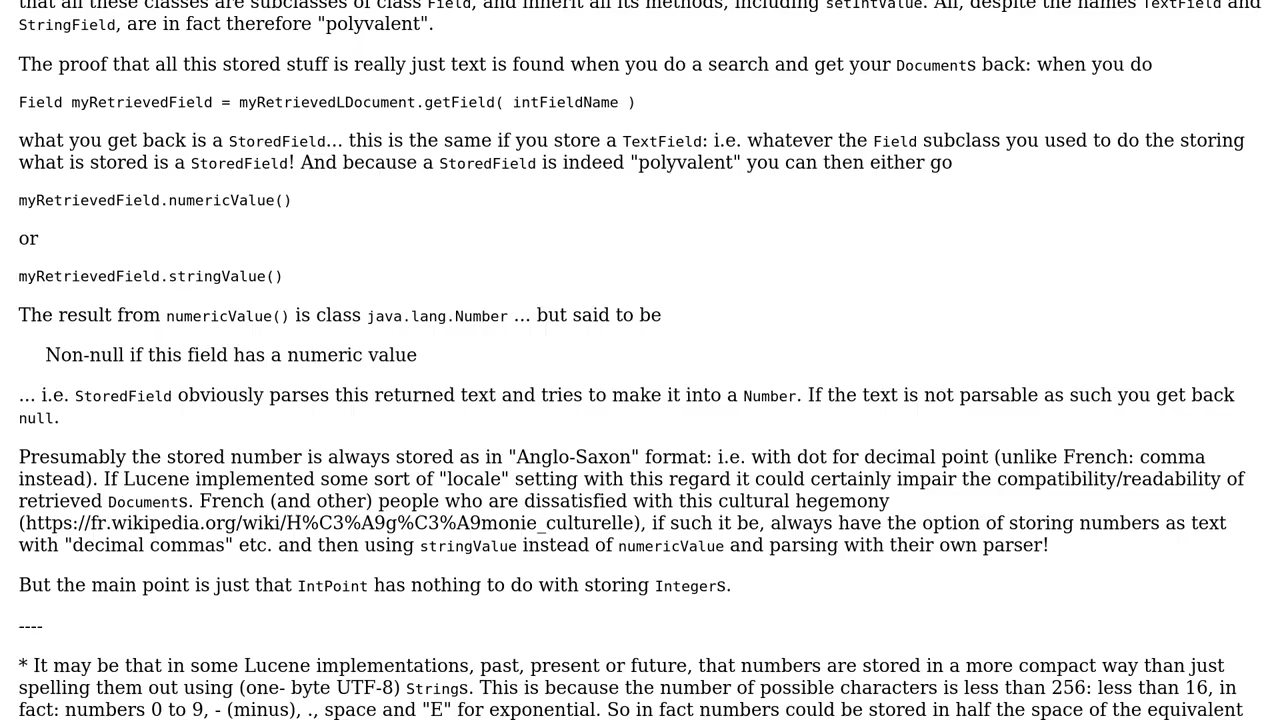 that all these classes are subclasses of class Field, and inherit all its methods, including setIntValue. All, despite the names TextField and
StringField, are in fact therefore "polyvalent".
The proof that all this stored stuff is really just text is found when you do a search and get your Documents back: when you do
Field myRetrievedField = myRetrievedLDocument.getField( intFieldName )
what you get back is a StoredField... this is the same if you store a TextField: i.e. whatever the Field subclass you used to do the storing
what is stored is a StoredField! And because a StoredField is indeed "polyvalent" you can then either go
myRetrievedField.numericValue()
or
myRetrievedField.stringValue()
The result from numericValue() is class java.lang.Number ... but said to be
Non-null if this field has a numeric value
... i.e. StoredField obviously parses this returned text and tries to make it into a Number. If the text is not parsable as such you get back
null.
Presumably the stored number is always stored as in "Anglo-Saxon" format: i.e. with dot for decimal point (unlike French: comma
instead). If Lucene implemented some sort of "locale" setting with this regard it could certainly impair the compatibility/readability of
retrieved Documents. French (and other) people who are dissatisfied with this cultural hegemony
(https://fr.wikipedia.org/wiki/H%C3%A9g%C3%A9monie_culturelle), if such it be, always have the option of storing numbers as text
with "decimal commas" etc. and then using stringValue instead of numericValue and parsing with their own parser!
But the main point is just that IntPoint has nothing to do with storing Integers.
----
* It may be that in some Lucene implementations, past, present or future, that numbers are stored in a more compact way than just
spelling them out using (one- byte UTF-8) Strings. This is because the number of possible characters is less than 256: less than 16, in
fact: numbers 0 to 9, - (minus), ., space and "E" for exponential. So in fact numbers could be stored in half the space of the equivalent